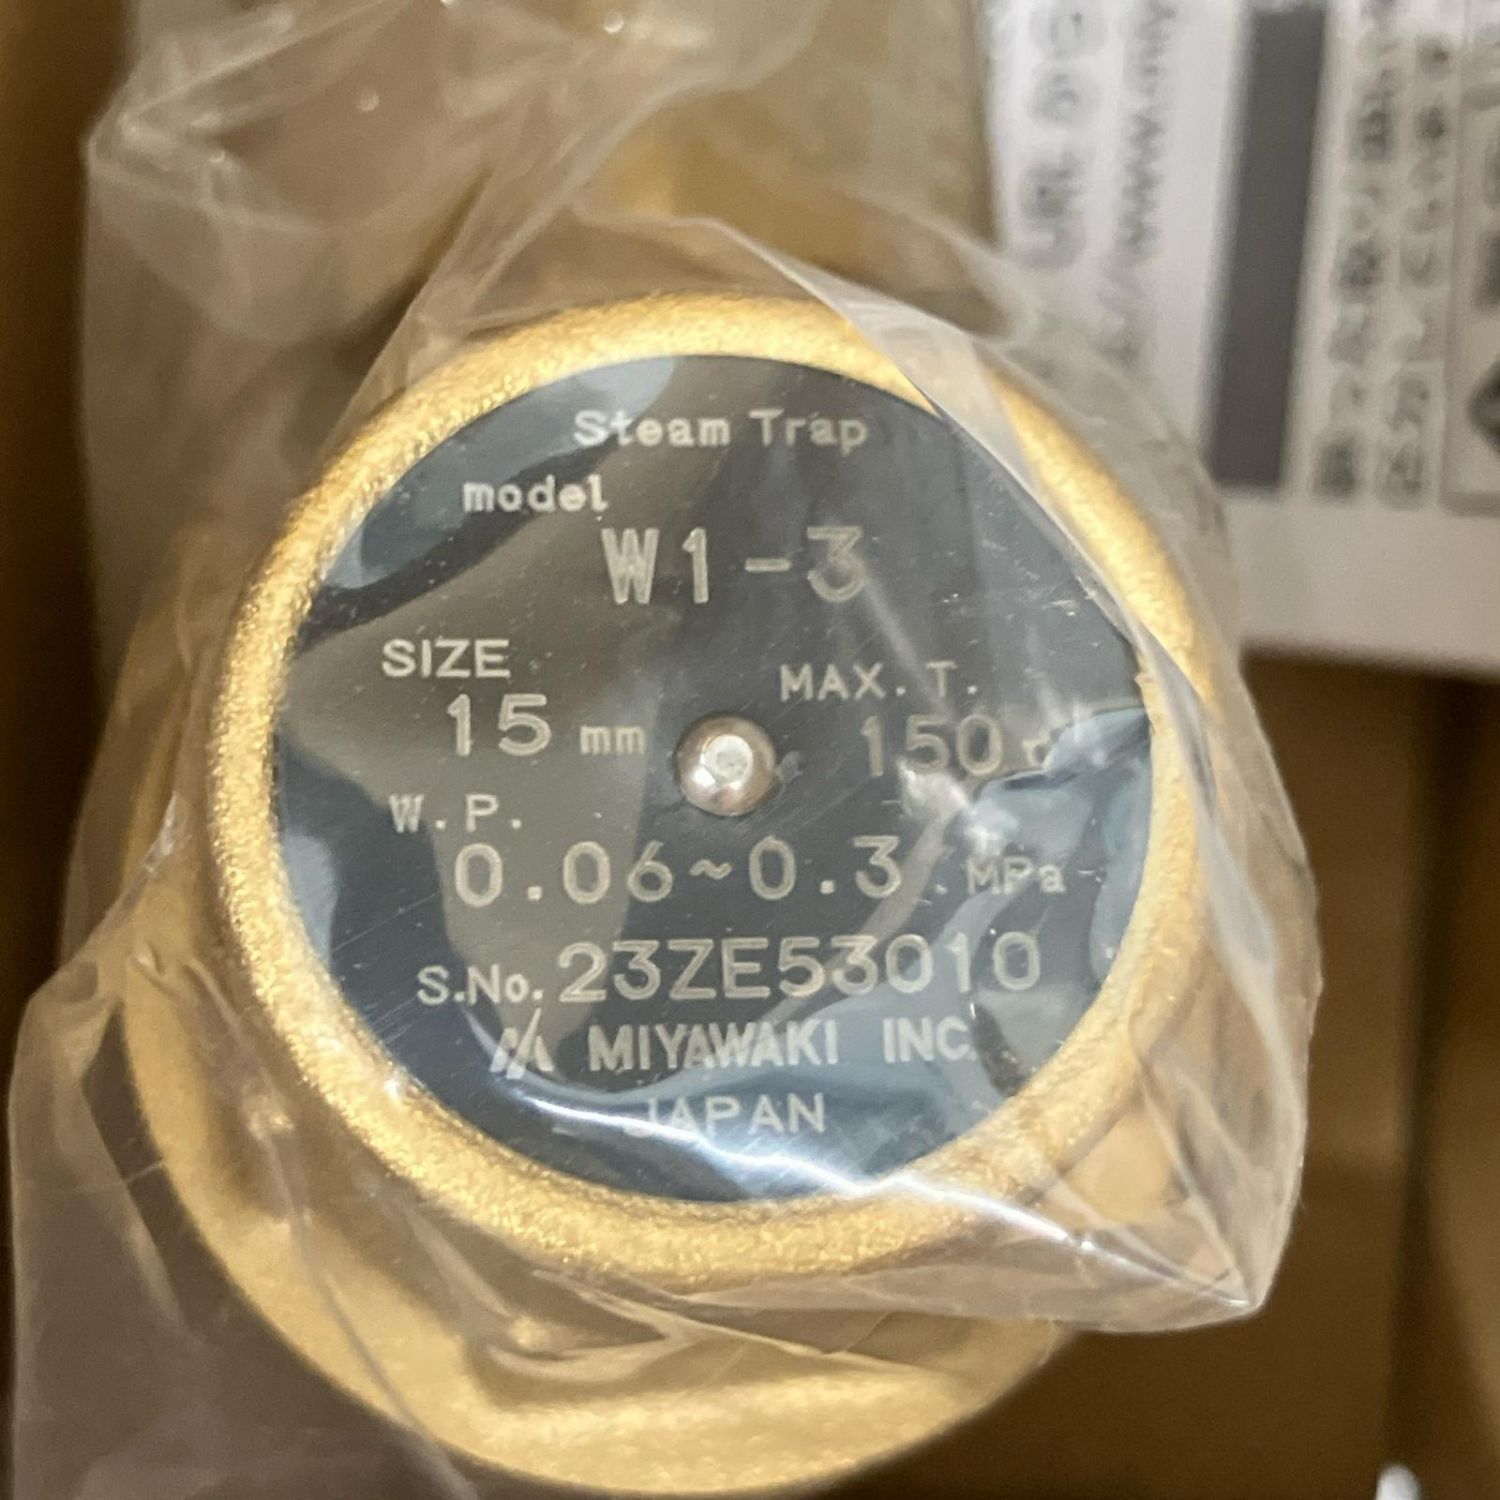 Steam Trap
model
W1-3
SIZE
15 mm
MAX. T.
150
W.P.
0.06~0.3 MPa
S.No. 23ZE53010
MIYAWAKI INC.
JAPAN